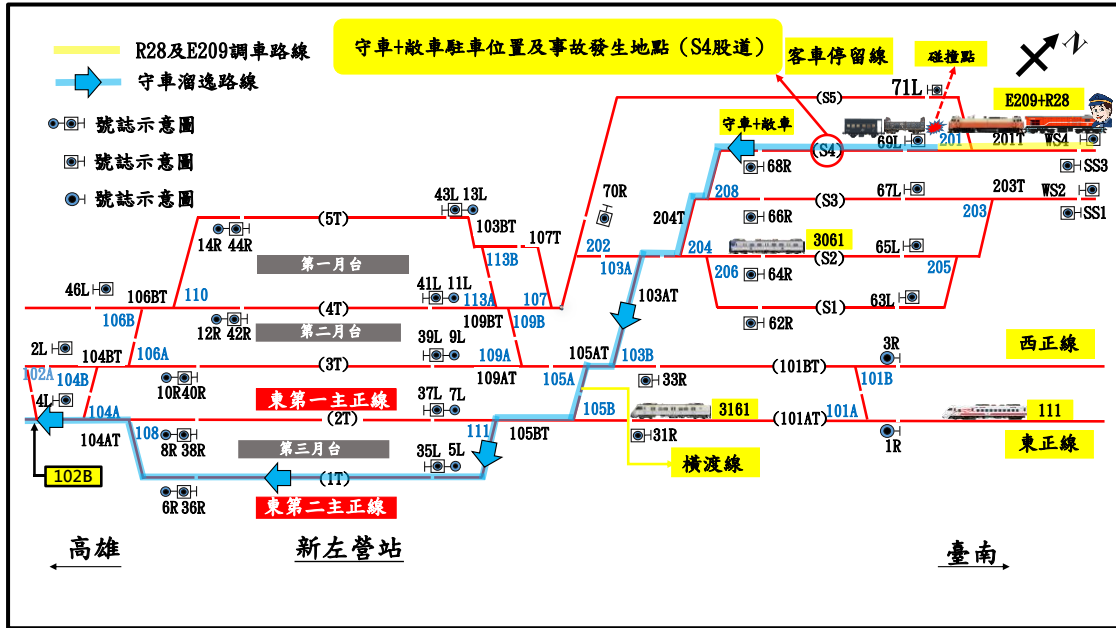 R28及E209調車路線
守車溜逸路線
號誌示意圖
號誌示意圖
號誌示意圖
守車+敞車駐車位置及事故發生地點（S4股道）
客車停留線
碰撞點
N
71L
E209+R28
(S5)
守車+敞車
69L
201
201T
WS4
(S4)
68R
SS3
70R
208
67L
203T
WS2
(S3)
204T
66R
203
SS1
43L 13L
(5T)
103BT
14R 44R
107T
202
204
3061
65L
(S2)
113B
103A
206
64R
205
第一月台
46L
106BT
110
41L 11L
113A
107
103AT
63L
(4T)
(S1)
106B
12R 42R
109BT
109B
62R
第二月台
2L
104BT
106A
39L 9L
109A
105AT
103B
3R
西正線
(3T)
(101BT)
102A
104B
10R40R
109AT
105A
33R
101B
4L
104A
東第一主正線
37L 7L
105B
3161
101A
111
(2T)
(101AT)
104AT
108
8R 38R
第三月台
111
105BT
31R
1R
東正線
35L 5L
橫渡線
102B
(1T)
6R 36R
東第二主正線
高雄
新左營站
臺南